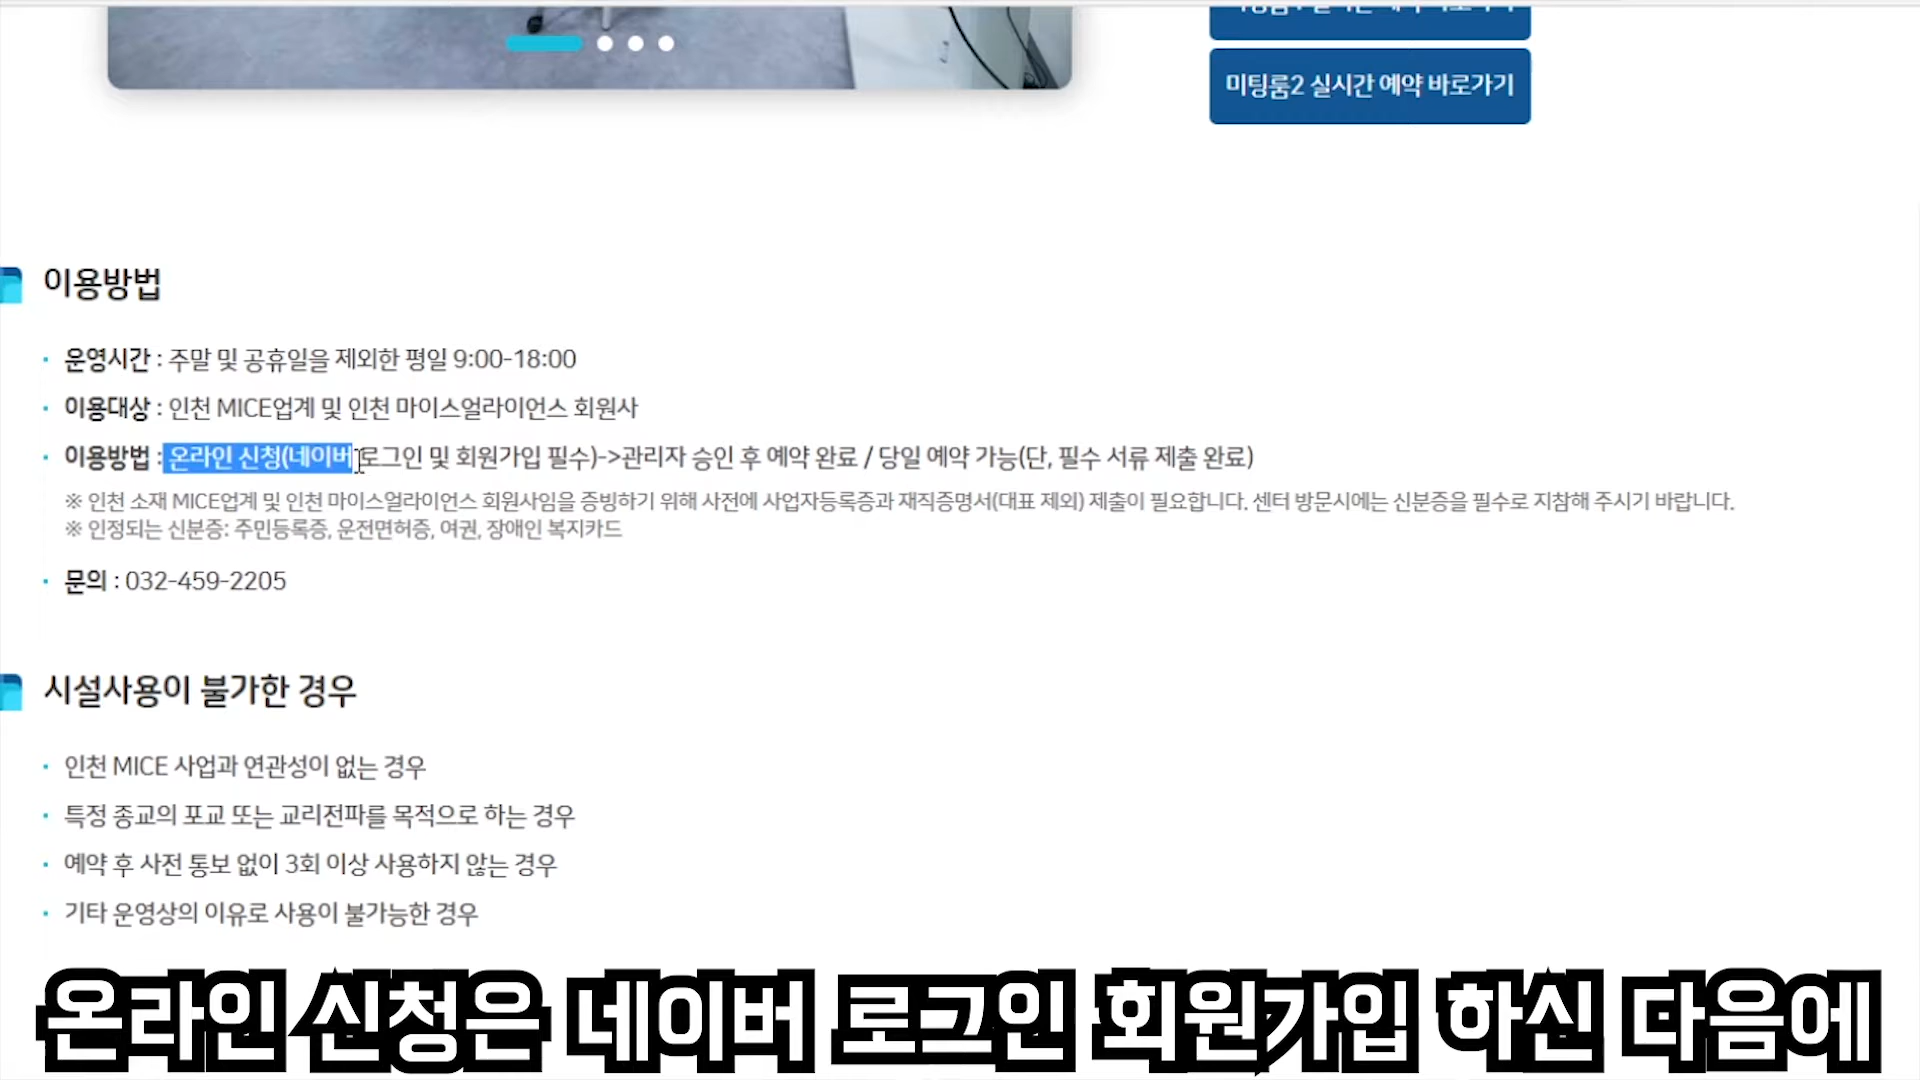 미팅룸2 실시간 예약 바로가기
이용방법
운영시간 : 주말 및 공휴일을 제외한 평일 9:00-18:00
이용대상 : 인천 MICE업계 및 인천 마이스얼라이언스 회원사
이용방법 : 온라인 신청(네이버 로그인 및 회원가입 필수)->관리자 승인 후 예약 완료 / 당일 예약 가능(단, 필수 서류 제출 완료)
※ 인천 소재 MICE업계 및 인천 마이스얼라이언스 회원사임을 증빙하기 위해 사전에 사업자등록증과 재직증명서(대표 제외) 제출이 필요합니다. 센터 방문시에는 신분증을 필수로 지참해 주시기 바랍니다.
※ 인정되는 신분증: 주민등록증, 운전면허증, 여권, 장애인 복지카드
문의 : 032-459-2205
시설사용이 불가한 경우
인천 MICE 사업과 연관성이 없는 경우
특정 종교의 포교 또는 교리전파를 목적으로 하는 경우
예약 후 사전 통보 없이 3회 이상 사용하지 않는 경우
기타 운영상의 이유로 사용이 불가능한 경우
온라인 신청은 네이버 로그인 회원가입 하신 다음에